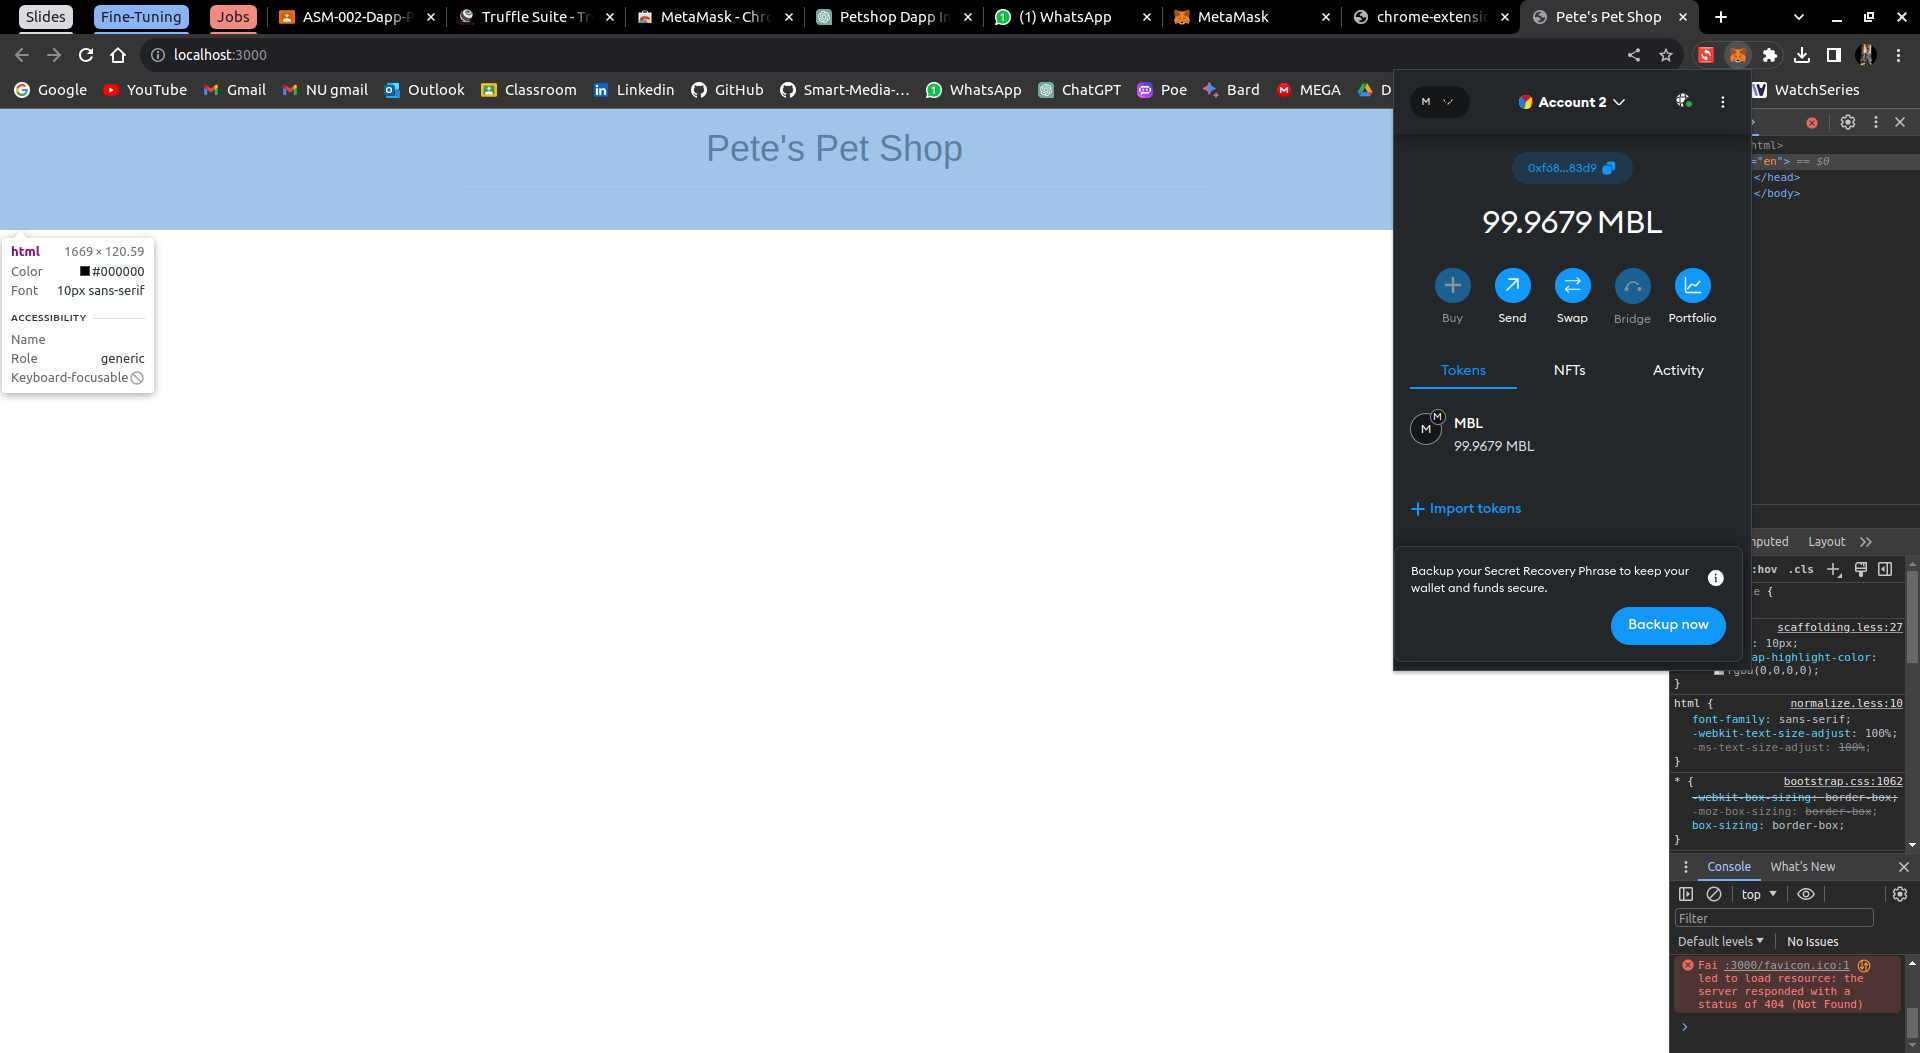 Slides
Fine-Tuning
Jobs
ASM-002-Dapp-P
Truffle Suite - Tr
MetaMask - Chro
Petshop Dapp In
(1) WhatsApp
MetaMask
chrome-extensi
Pete's Pet Shop
localhost:3000
Google
YouTube
Gmail
NU gmail
Outlook
Classroom
Linkedin
GitHub
Smart-Media-...
WhatsApp
ChatGPT
Poe
Bard
MEGA
D
WatchSeries
Pete's Pet Shop
html 1669 × 120.59
Color #000000
Font 10px sans-serif
ACCESSIBILITY
Name
Role generic
Keyboard-focusable
M
Account 2
0xf68...83d9
99.9679 MBL
Buy
Send
Swap
Bridge
Portfolio
Tokens
NFTs
Activity
M
M
MBL
99.9679 MBL
Import tokens
Backup your Secret Recovery Phrase to keep your
wallet and funds secure.
Backup now
html>
="en"> == $0
</head>
</body>
nputed
Layout
:hov .cls
e {
scaffolding.less:27
: 10px;
ap-highlight-color:
rgba(0,0,0,0);
}
html { normalize.less:10
font-family: sans-serif;
-webkit-text-size-adjust: 100%;
-ms-text-size-adjust: 100%;
}
* { bootstrap.css:1062
-webkit-box-sizing: border-box;
-moz-box-sizing: border-box;
box-sizing: border-box;
}
Console
What's New
top
Filter
Default levels
No Issues
Fai :3000/favicon.ico:1
led to load resource: the
server responded with a
status of 404 (Not Found)